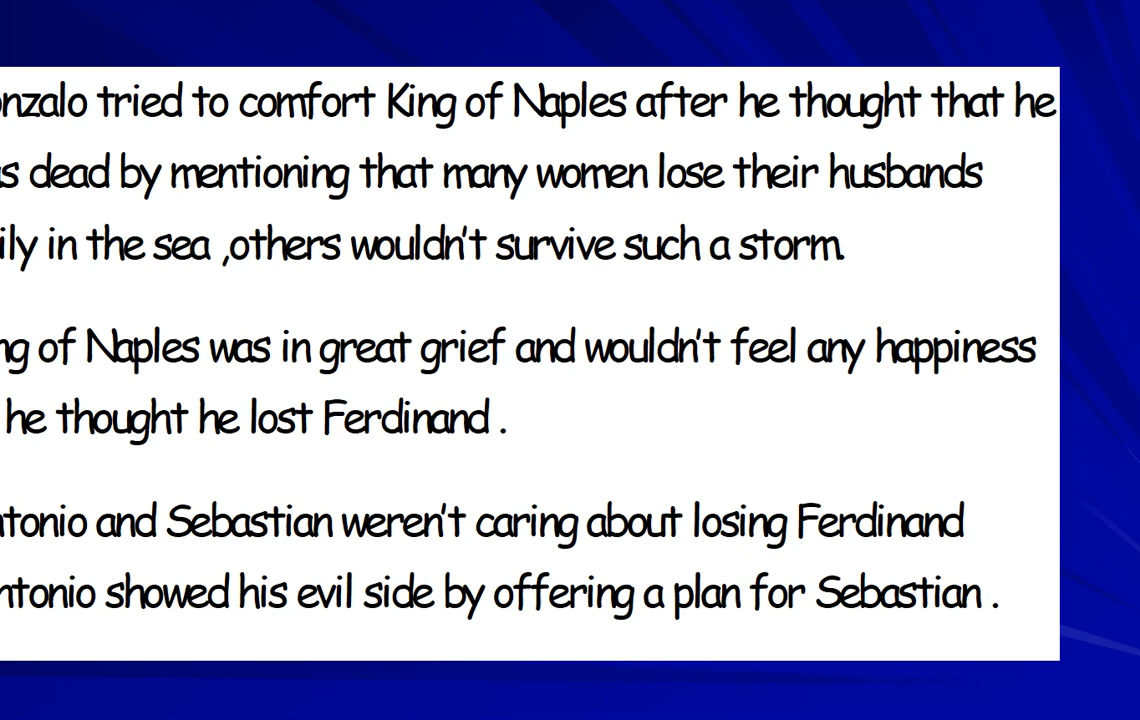 onzalo tried to comfort King of Naples after he thought that he
s dead by mentioning that many women lose their husbands
ily in the sea ,others wouldn't survive such a storm.
ng of Naples was in great grief and wouldn't feel any happiness
he thought he lost Ferdinand .
ntonio and Sebastian weren't caring about losing Ferdinand
ntonio showed his evil side by offering a plan for Sebastian .